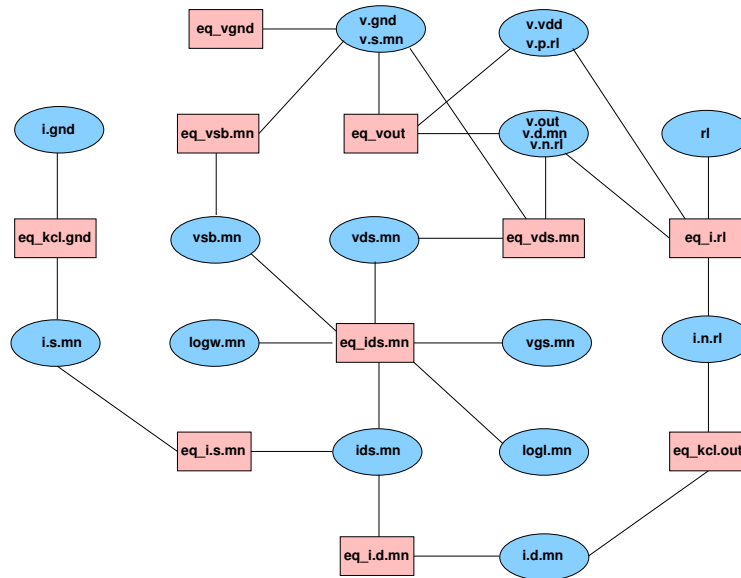 eq_vgnd
v.gnd
v.s.mn
v.vdd
v.p.rl
i.gnd
eq_vsb.mn
eq_vout
v.out
v.d.mn
v.n.rl
rl
eq_kcl.gnd
vsb.mn
vds.mn
eq_vds.mn
eq_i.rl
i.s.mn
logw.mn
eq_ids.mn
vgs.mn
i.n.rl
eq_i.s.mn
ids.mn
logl.mn
eq_kcl.out
eq_i.d.mn
i.d.mn